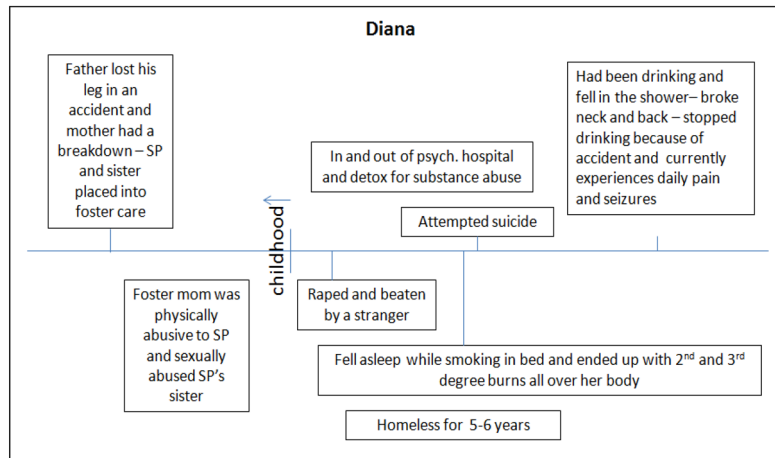 Diana
Father lost his
leg in an
accident and
mother had a
breakdown – SP
and sister
placed into
foster care
In and out of psych. hospital
and detox for substance abuse
Attempted suicide
Had been drinking and
fell in the shower– broke
neck and back – stopped
drinking because of
accident and currently
experiences daily pain
and seizures
childhood
Foster mom was
physically
abusive to SP
and sexually
abused SP's
sister
Raped and beaten
by a stranger
Fell asleep while smoking in bed and ended up with 2nd and 3rd
degree burns all over her body
Homeless for 5-6 years